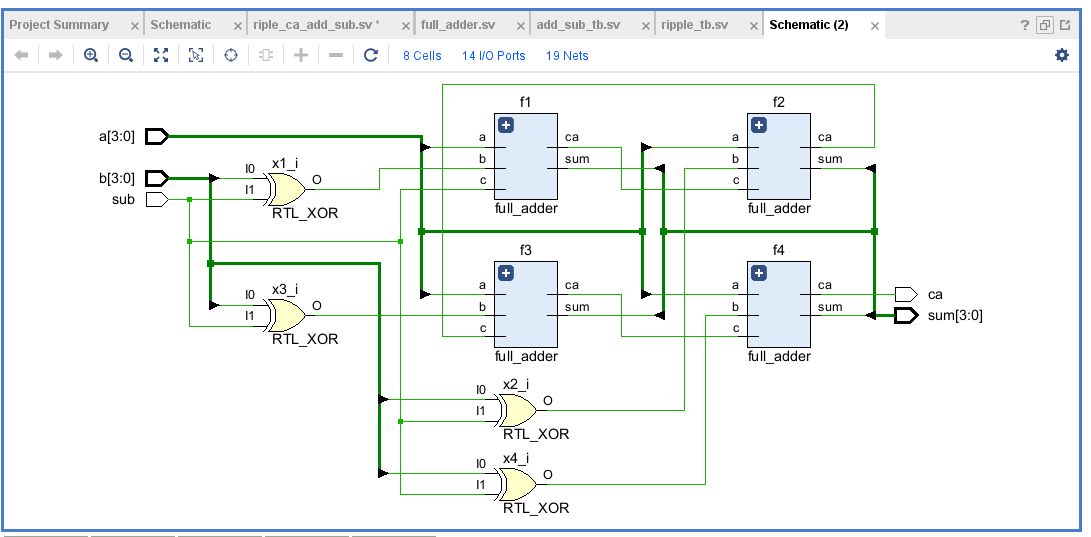 Project Summary
Schematic
riple_ca_add_sub.sv *
full_adder.sv
add_sub_tb.sv
ripple_tb.sv
Schematic (2)
?
8 Cells
14 I/O Ports
19 Nets
a[3:0]
b[3:0]
sub
I0
I1
x1_i
O
RTL_XOR
I0
I1
x3_i
O
RTL_XOR
f1
a
b
c
ca
sum
full_adder
f2
a
b
c
ca
sum
full_adder
f3
a
b
c
ca
sum
full_adder
f4
a
b
c
ca
sum
full_adder
ca
sum[3:0]
x2_i
I0
I1
O
RTL_XOR
x4_i
I0
I1
O
RTL_XOR